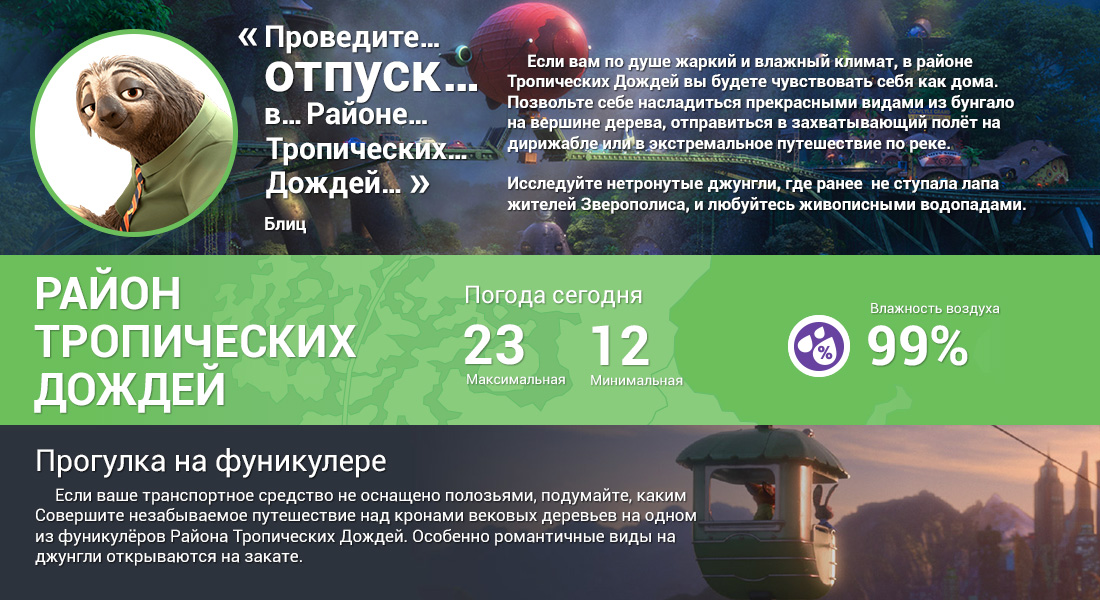 « Проведите...
отпуск...
в... Районе...
Тропических...
Дождей... »
Блиц
Если вам по душе жаркий и влажный климат, в районе
Тропических Дождей вы будете чувствовать себя как дома.
Позвольте себе насладиться прекрасными видами из бунгало
на вершине дерева, отправиться в захватывающий полёт на
дирижабле или в экстремальное путешествие по реке.
Исследуйте нетронутые джунгли, где ранее не ступала лапа
жителей Зверополиса, и любуйтесь живописными водопадами.
РАЙОН
ТРОПИЧЕСКИХ
ДОЖДЕЙ
Погода сегодня
23
Максимальная
12
Минимальная
Влажность воздуха
%
99%
Прогулка на фуникулере
Если ваше транспортное средство не оснащено полозьями, подумайте, каким
Совершите незабываемое путешествие над кронами вековых деревьев на одном
из фуникулёров Района Тропических Дождей. Особенно романтичные виды на
джунгли открываются на закате.